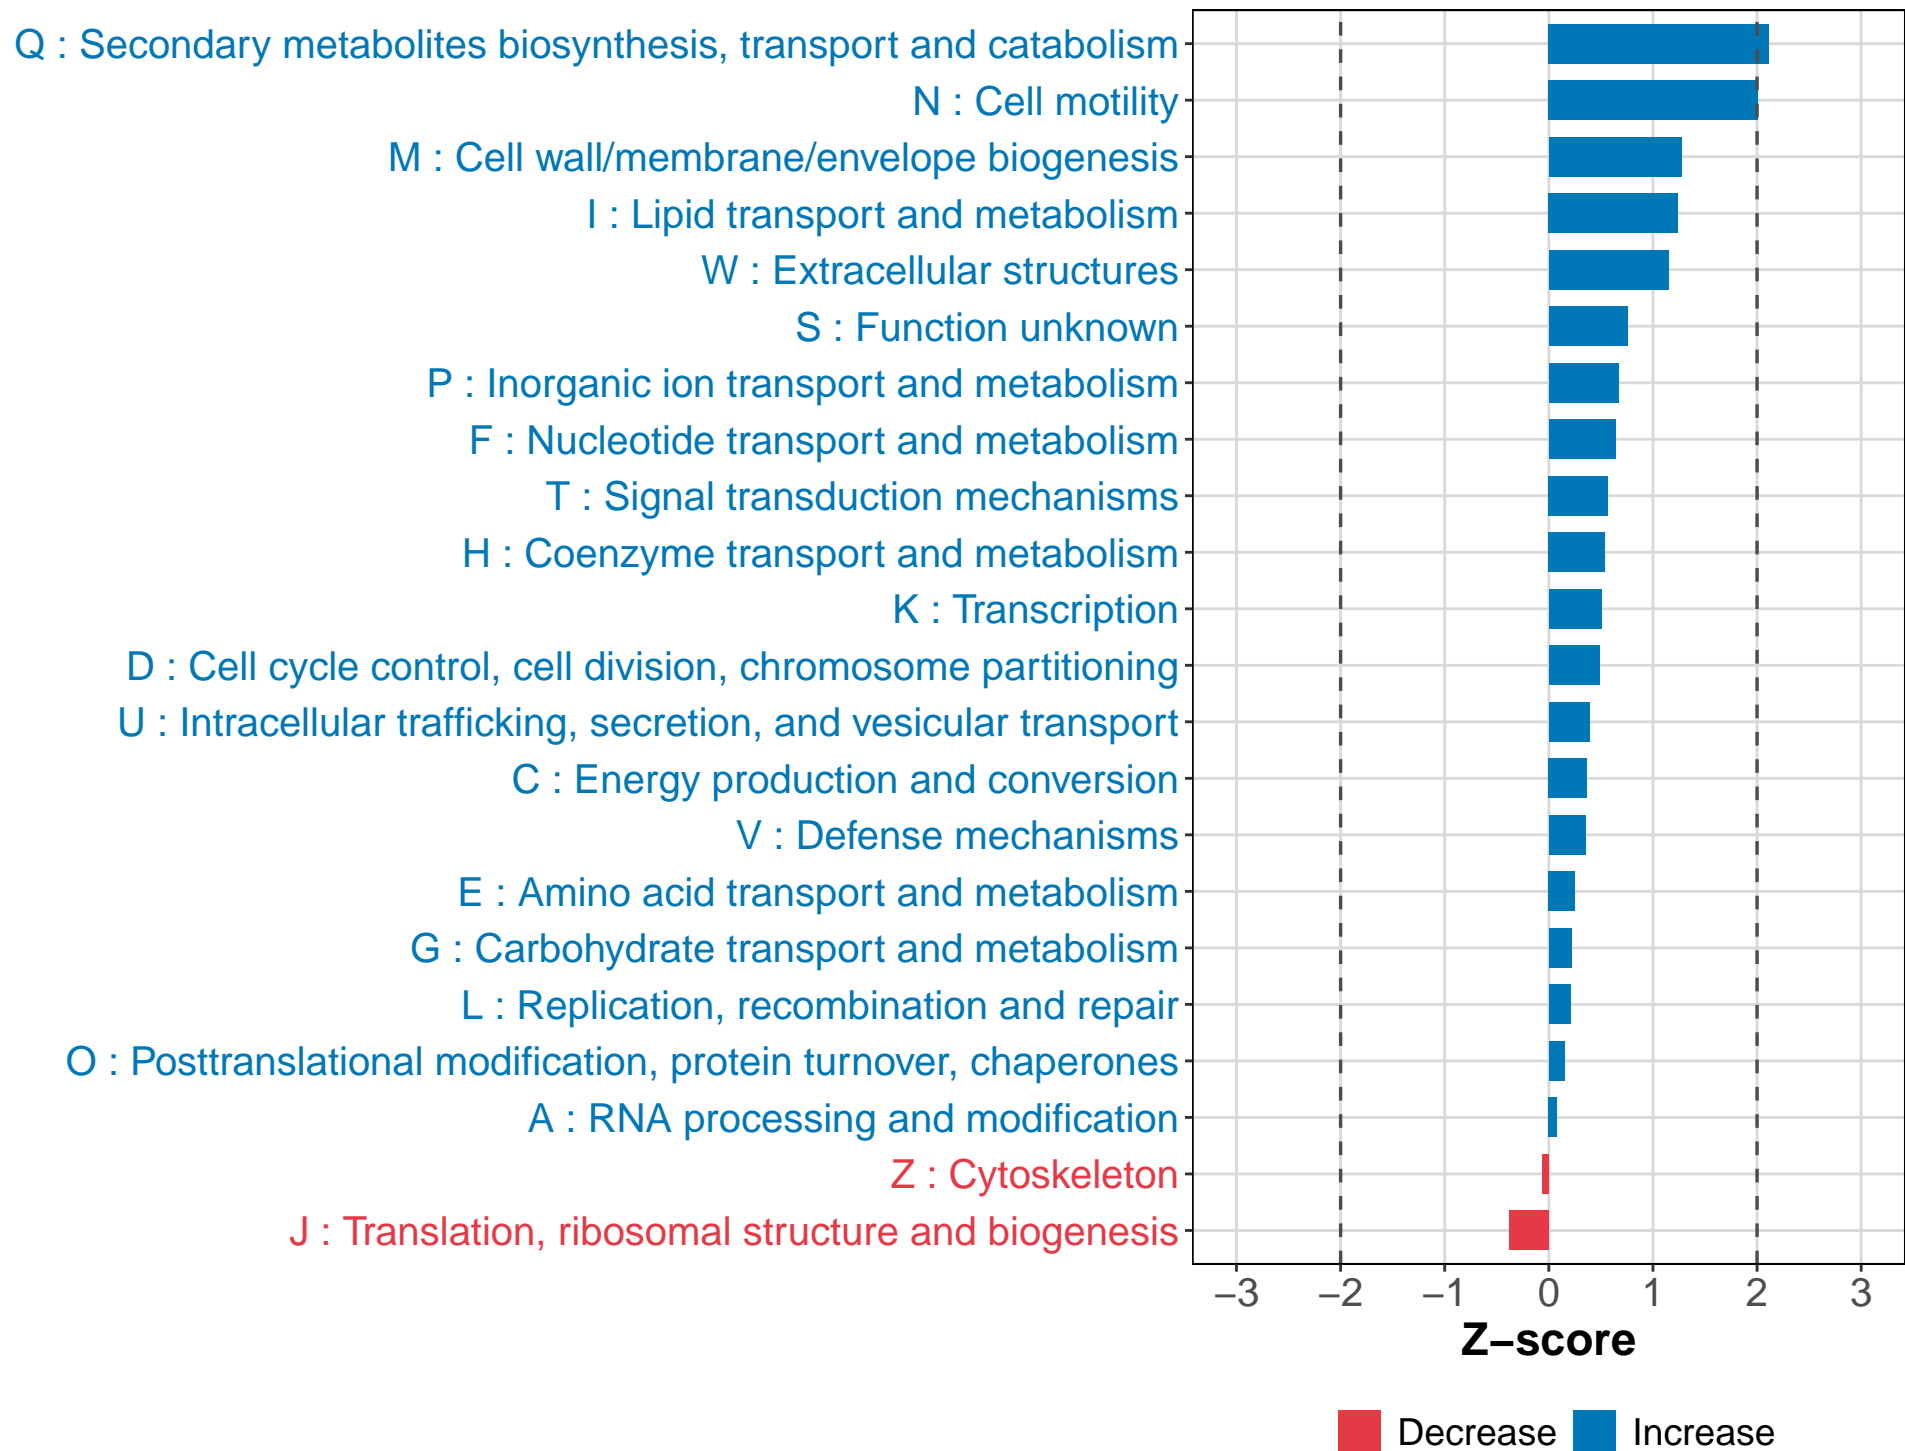 Q : Secondary metabolites biosynthesis, transport and catabolism
N : Cell motility
M : Cell wall/membrane/envelope biogenesis
I : Lipid transport and metabolism
W : Extracellular structures
S : Function unknown
P : Inorganic ion transport and metabolism
F : Nucleotide transport and metabolism
T : Signal transduction mechanisms
H : Coenzyme transport and metabolism
K : Transcription
D : Cell cycle control, cell division, chromosome partitioning
U : Intracellular trafficking, secretion, and vesicular transport
C : Energy production and conversion
V : Defense mechanisms
E : Amino acid transport and metabolism
G : Carbohydrate transport and metabolism
L : Replication, recombination and repair
O : Posttranslational modification, protein turnover, chaperones
A : RNA processing and modification
Z : Cytoskeleton
J : Translation, ribosomal structure and biogenesis
−3 −2 −1 0 1 2 3
Z−score
Decrease Increase